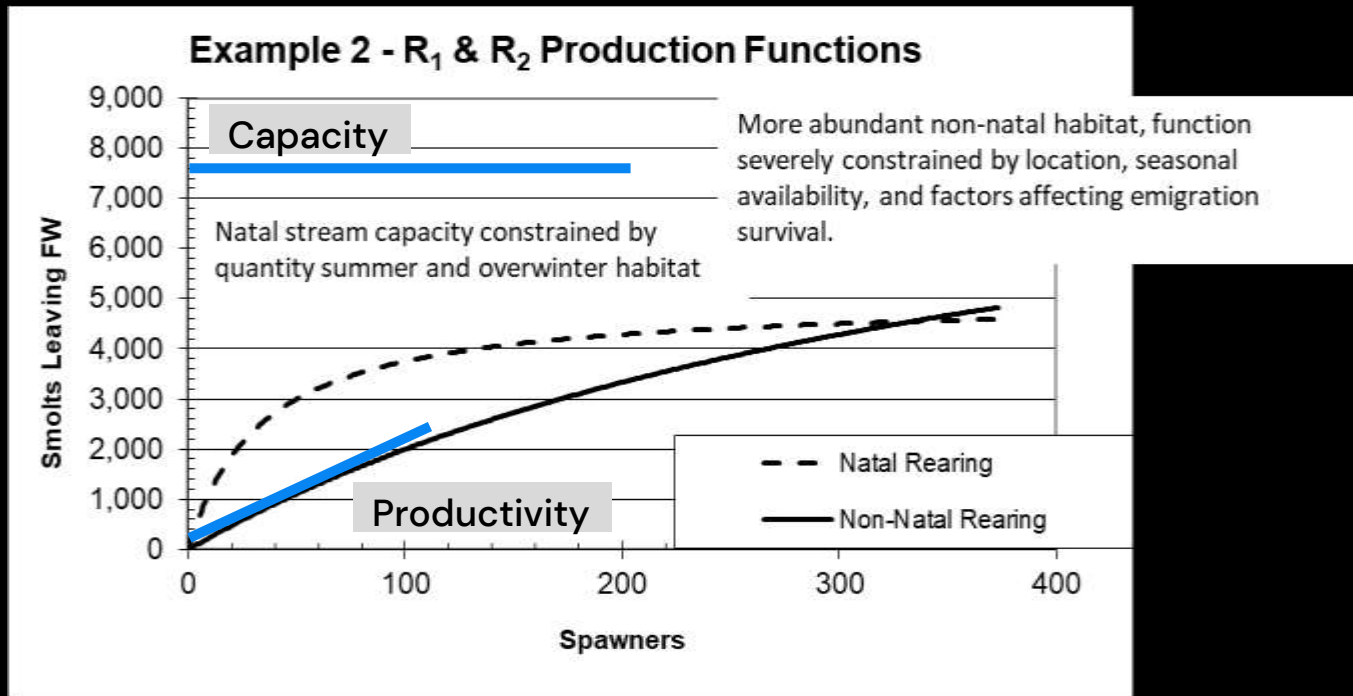 Example 2 - R₁ & R₂ Production Functions
9,000
8,000
7,000
6,000
5,000
4,000
3,000
2,000
1,000
0
Smolts Leaving FW
Capacity
More abundant non-natal habitat, function
severely constrained by location, seasonal
availability, and factors affecting emigration
survival.
Natal stream capacity constrained by
quantity summer and overwinter habitat
Productivity
Natal Rearing
Non-Natal Rearing
0 100 200 300 400
Spawners